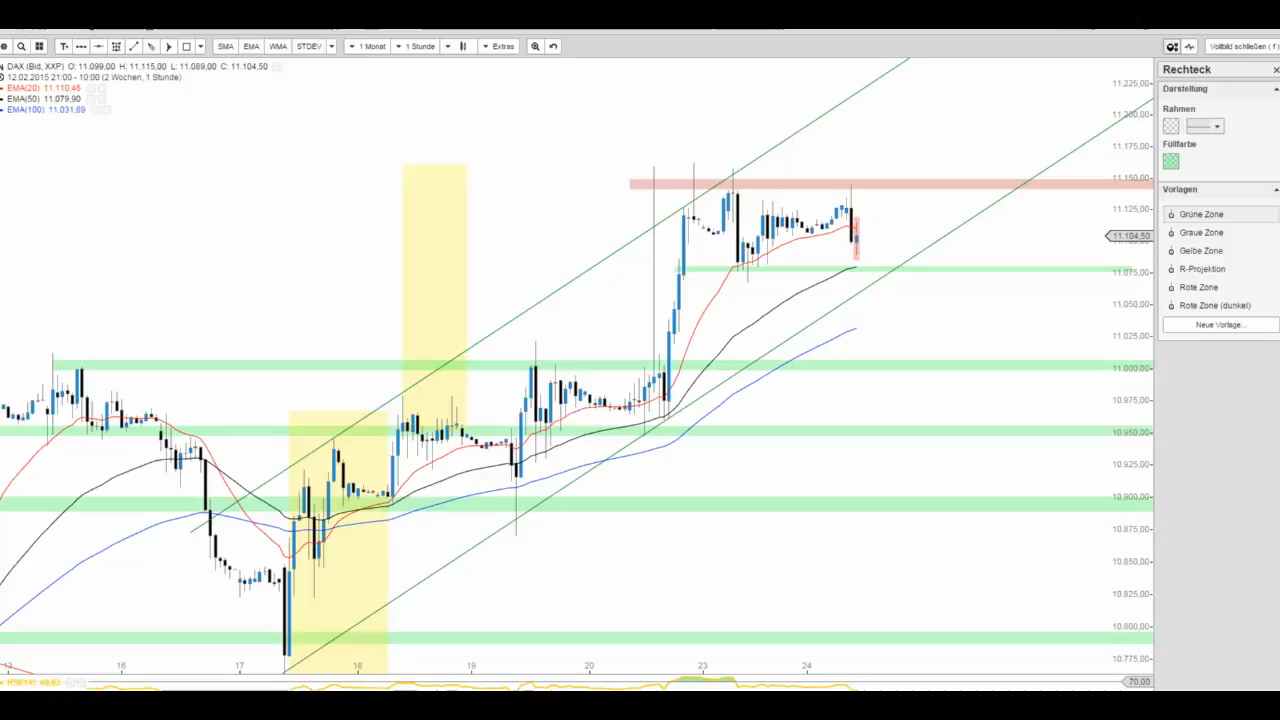 T+ SMA EMA WMA STDEV 1 Monat 1 Stunde Extras Vollbild schließen ( f )
DAX (Bid, XXP) O: 11.099,00 H: 11.115,00 L: 11.089,00 C: 11.104,50
12.02.2015 21:00 - 10:00 (2 Wochen, 1 Stunde)
EMA(20) 11.110,46
EMA(50) 11.079,90
EMA(100) 11.031,69
11.225,00
11.200,00
11.175,00
11.150,00
11.125,00
11.104,50
11.075,00
11.050,00
11.025,00
11.000,00
10.975,00
10.950,00
10.925,00
10.900,00
10.875,00
10.850,00
10.825,00
10.800,00
10.775,00
13 16 17 18 19 20 23 24
RSI(14) 49,03
70,00
Rechteck
Darstellung
Rahmen
Füllfarbe
Vorlagen
Grüne Zone
Graue Zone
Gelbe Zone
R-Projektion
Rote Zone
Rote Zone (dunkel)
Neue Vorlage...